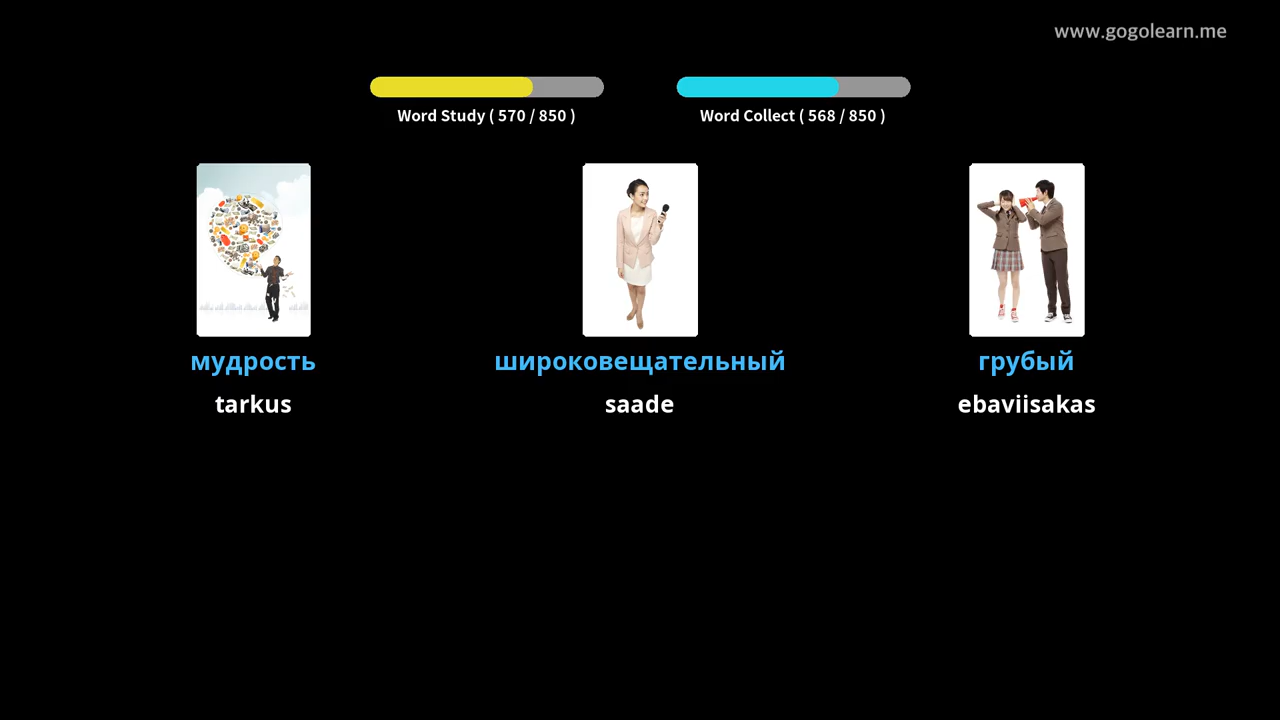 www.gogolearn.me
Word Study ( 570 / 850 )
Word Collect ( 568 / 850 )
мудрость
широковещательный
грубый
tarkus
saade
ebaviisakas